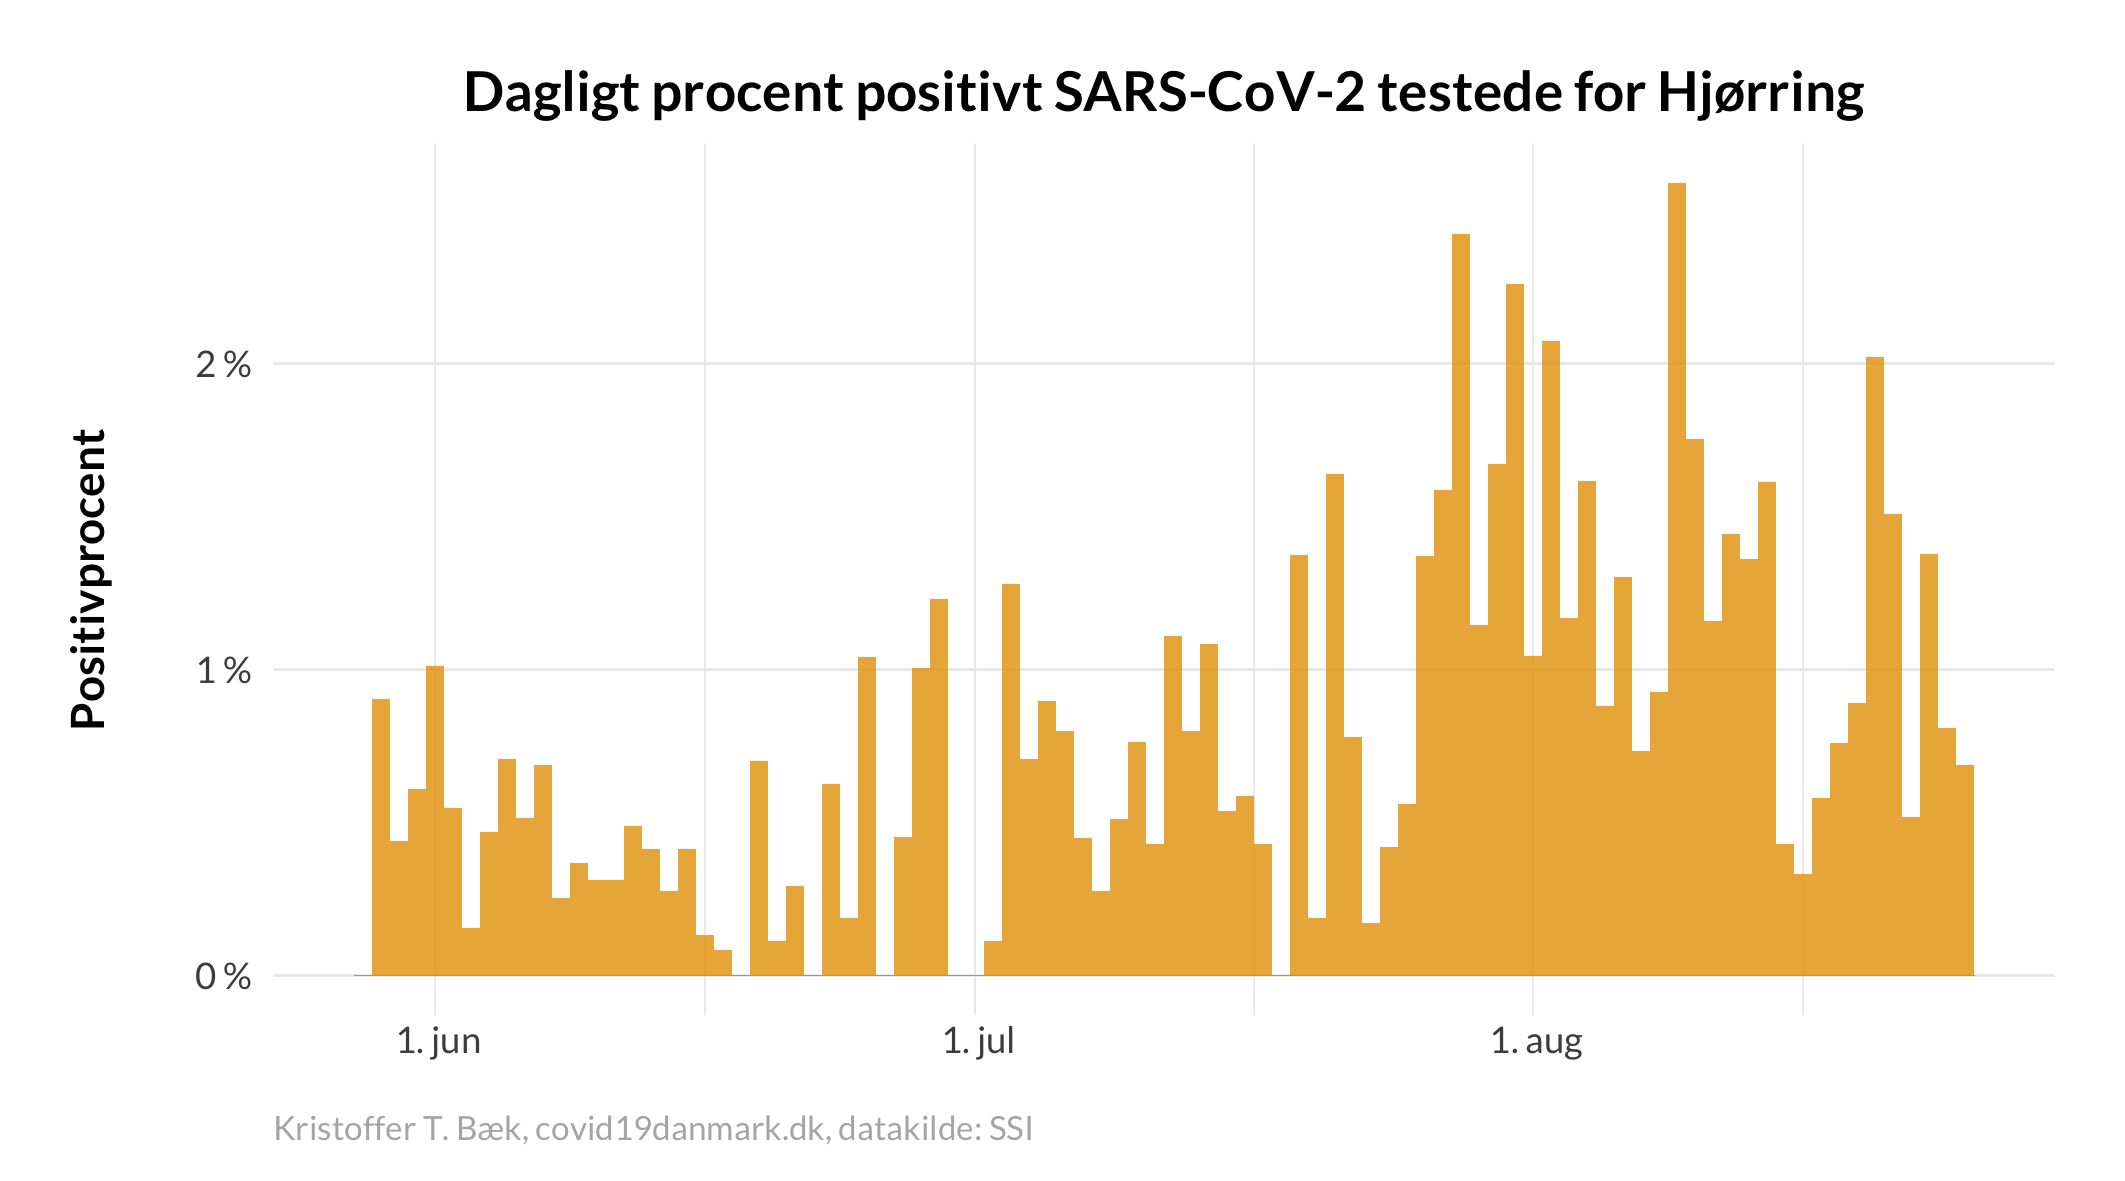 Dagligt procent positivt SARS-CoV-2 testede for Hjørring
Positivprocent
2 %
1 %
0 %
1. jun
1. jul
1. aug
Kristoffer T. Bæk, covid19danmark.dk, datakilde: SSI